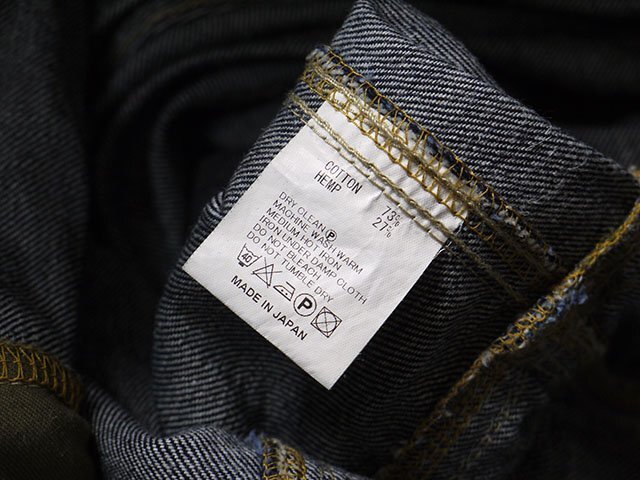 COTTON 73%
HEMP 27%
DRY CLEAN Ⓟ
MACHINE WASH WARM
MEDIUM HOT IRON
IRON UNDER DAMP CLOTH
DO NOT BLEACH
DO NOT TUMBLE DRY
40 P
MADE IN JAPAN